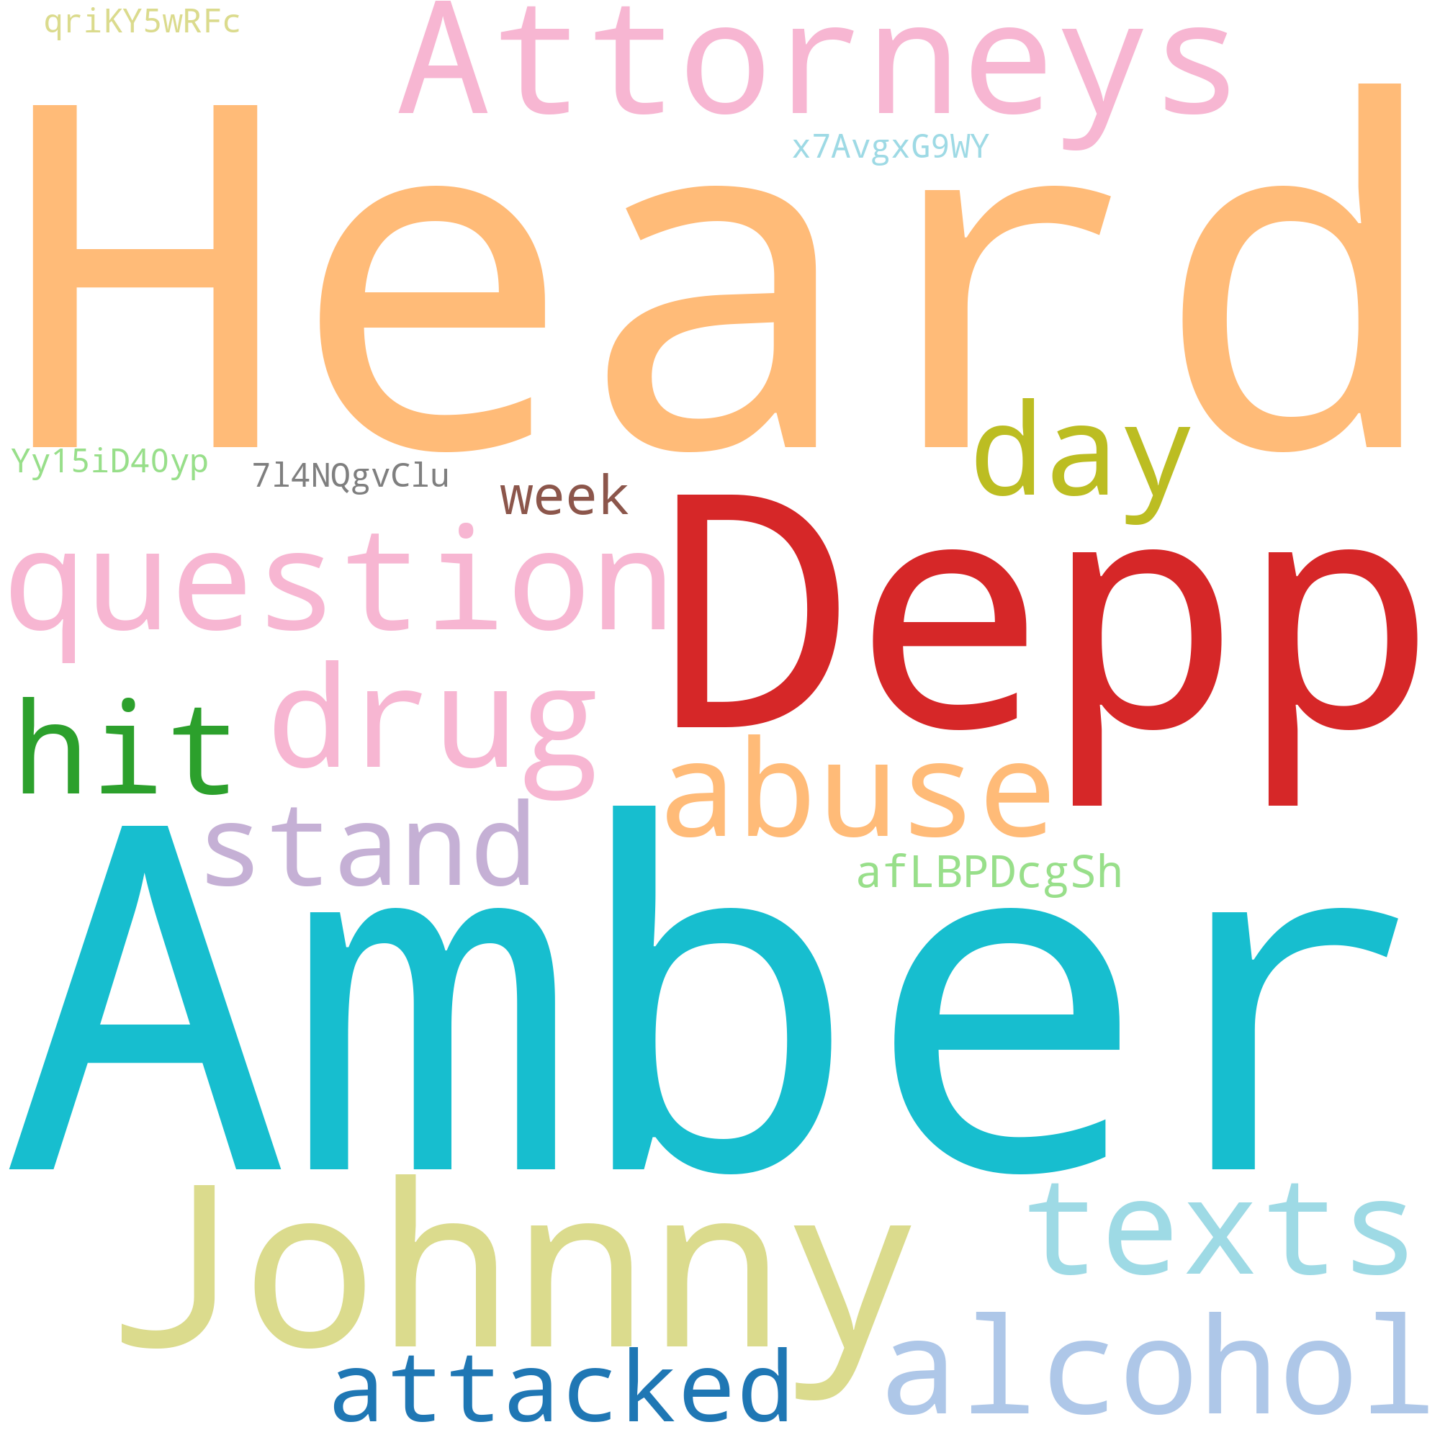 qriKY5wRFc
Attorneys
x7AvgxG9WY
Heard
day
Yy15iD40yp
7l4NQgvClu
week
question
Depp
drug
hit
abuse
stand
afLBPDcgSh
Amber
Johnny
texts
attacked
alcohol